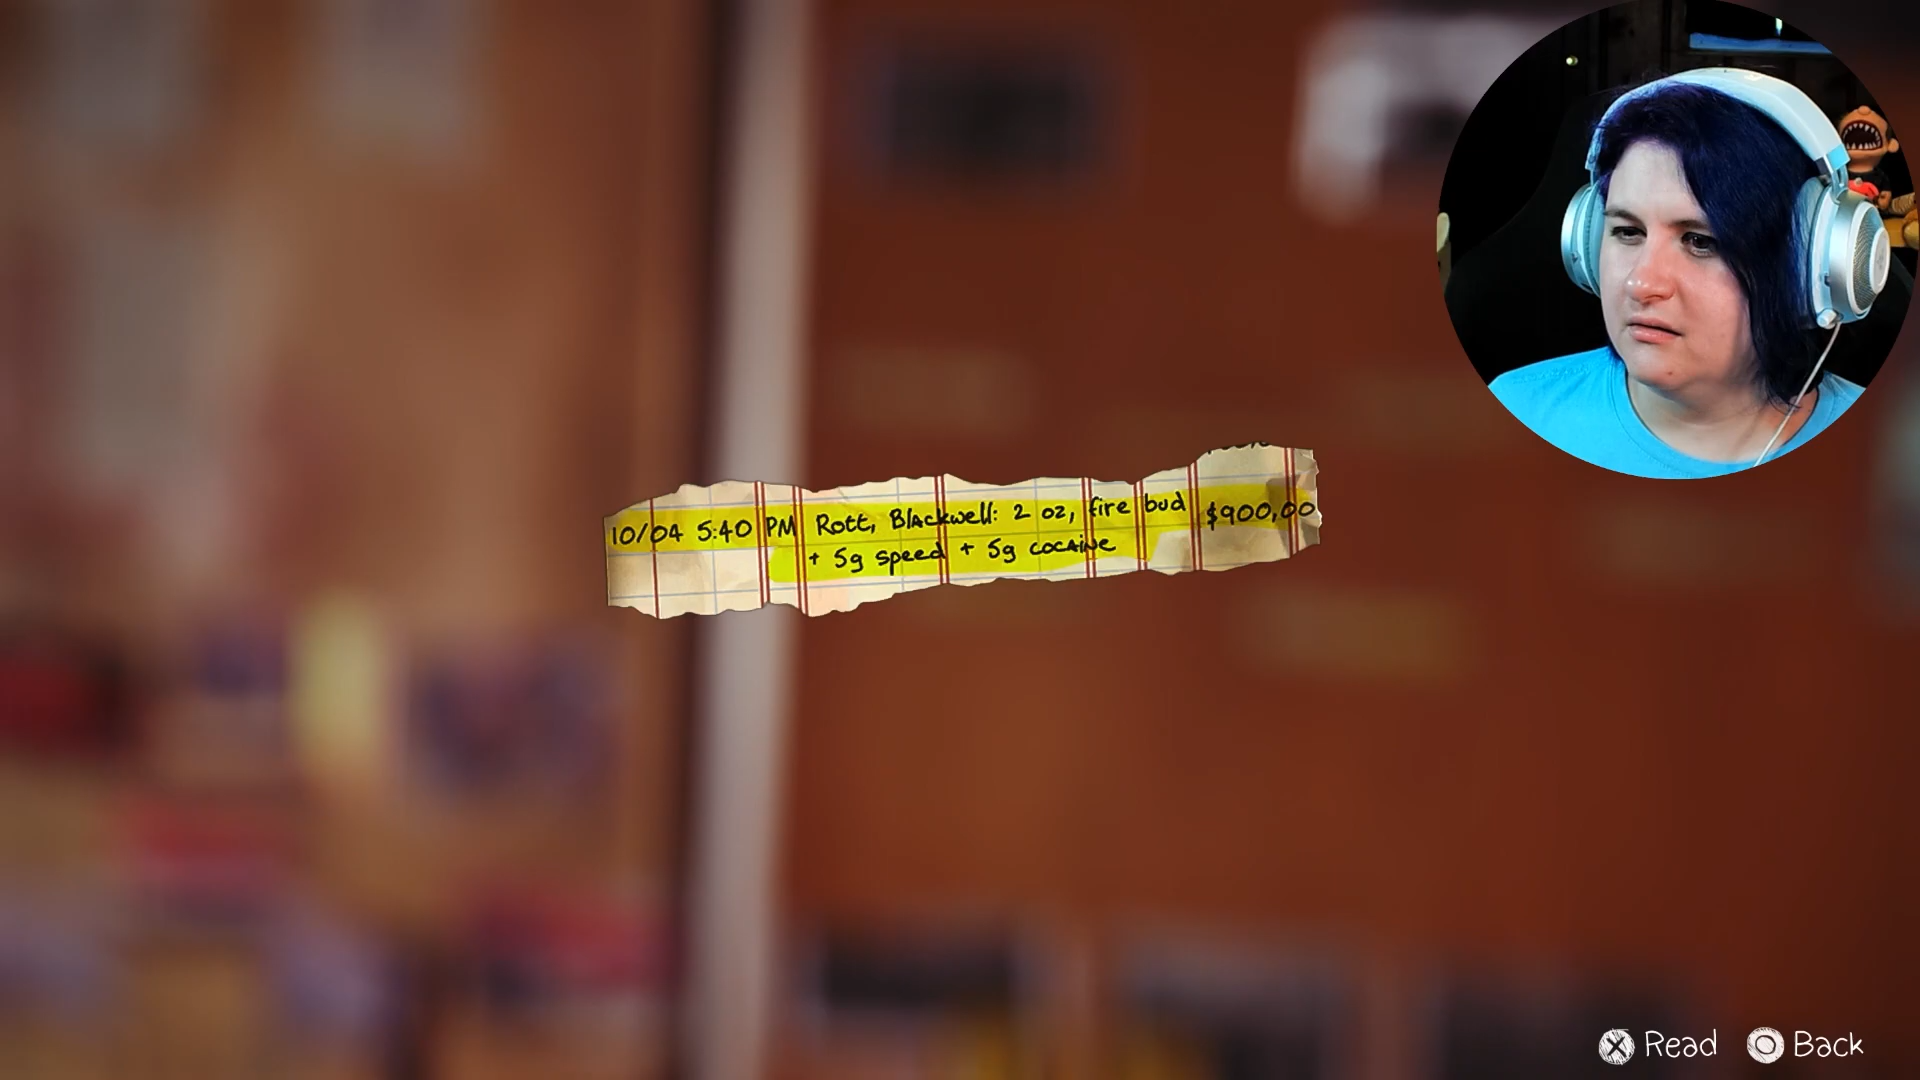 10/04 5:40 PM Rott, Blackwell: 2 oz, fire bud $900,00
+ 5g speed + 5g cocaine
Read Back